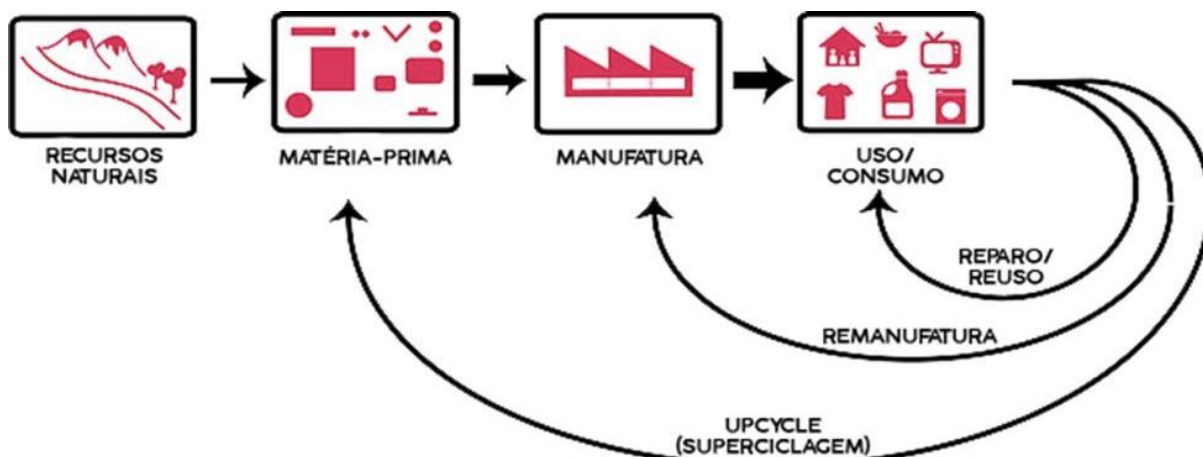 RECURSOS
NATURAIS
MATÉRIA-PRIMA
MANUFATURA
USO/
CONSUMO
REPARO/
REUSO
REMANUFATURA
UPCYCLE
(SUPERCICLAGEM)